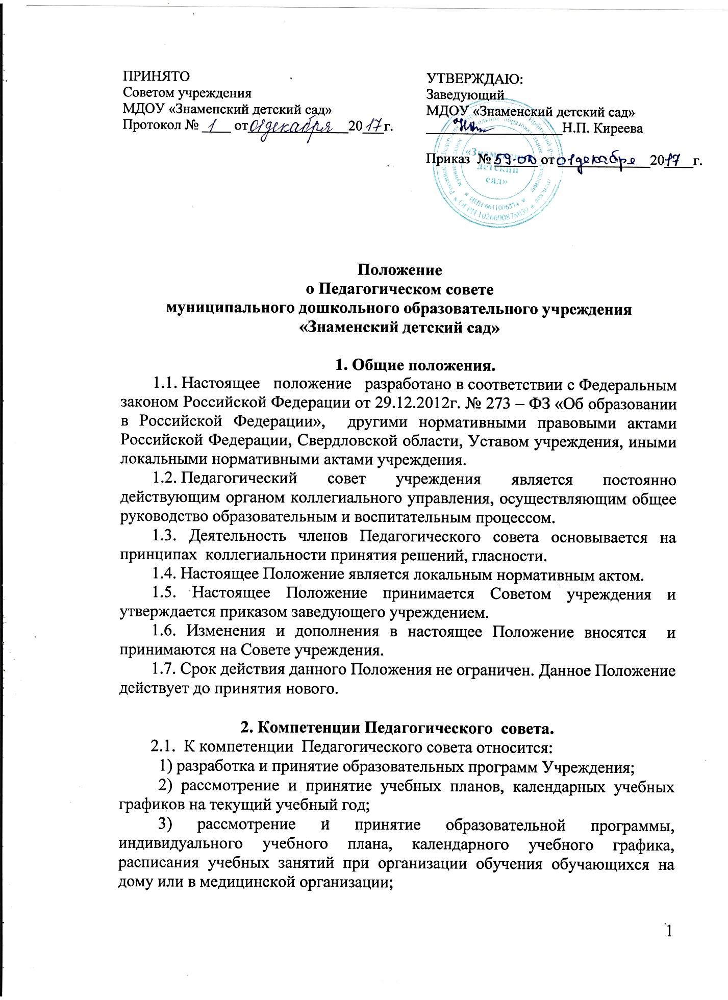 ПРИНЯТО
Советом учреждения
МДОУ «Знаменский детский сад»
Протокол № 1 от 01 декабря 2017 г.
УТВЕРЖДАЮ:
Заведующий
МДОУ «Знаменский детский сад»
Н.П. Киреева
Приказ № 59-од от 01 декабря 2017 г.
«Знаменский
детский
сад»
* ИНН 6611006374 *
* ОГРН 1026600878039 *
Положение
о Педагогическом совете
муниципального дошкольного образовательного учреждения
«Знаменский детский сад»
1. Общие положения.
1.1. Настоящее положение разработано в соответствии с Федеральным
законом Российской Федерации от 29.12.2012г. № 273 – ФЗ «Об образовании
в Российской Федерации», другими нормативными правовыми актами
Российской Федерации, Свердловской области, Уставом учреждения, иными
локальными нормативными актами учреждения.
1.2. Педагогический совет учреждения является постоянно
действующим органом коллегиального управления, осуществляющим общее
руководство образовательным и воспитательным процессом.
1.3. Деятельность членов Педагогического совета основывается на
принципах коллегиальности принятия решений, гласности.
1.4. Настоящее Положение является локальным нормативным актом.
1.5. Настоящее Положение принимается Советом учреждения и
утверждается приказом заведующего учреждением.
1.6. Изменения и дополнения в настоящее Положение вносятся и
принимаются на Совете учреждения.
1.7. Срок действия данного Положения не ограничен. Данное Положение
действует до принятия нового.
2. Компетенции Педагогического совета.
2.1. К компетенции Педагогического совета относится:
1) разработка и принятие образовательных программ Учреждения;
2) рассмотрение и принятие учебных планов, календарных учебных
графиков на текущий учебный год;
3) рассмотрение и принятие образовательной программы,
индивидуального учебного плана, календарного учебного графика,
расписания учебных занятий при организации обучения обучающихся на
дому или в медицинской организации;
1